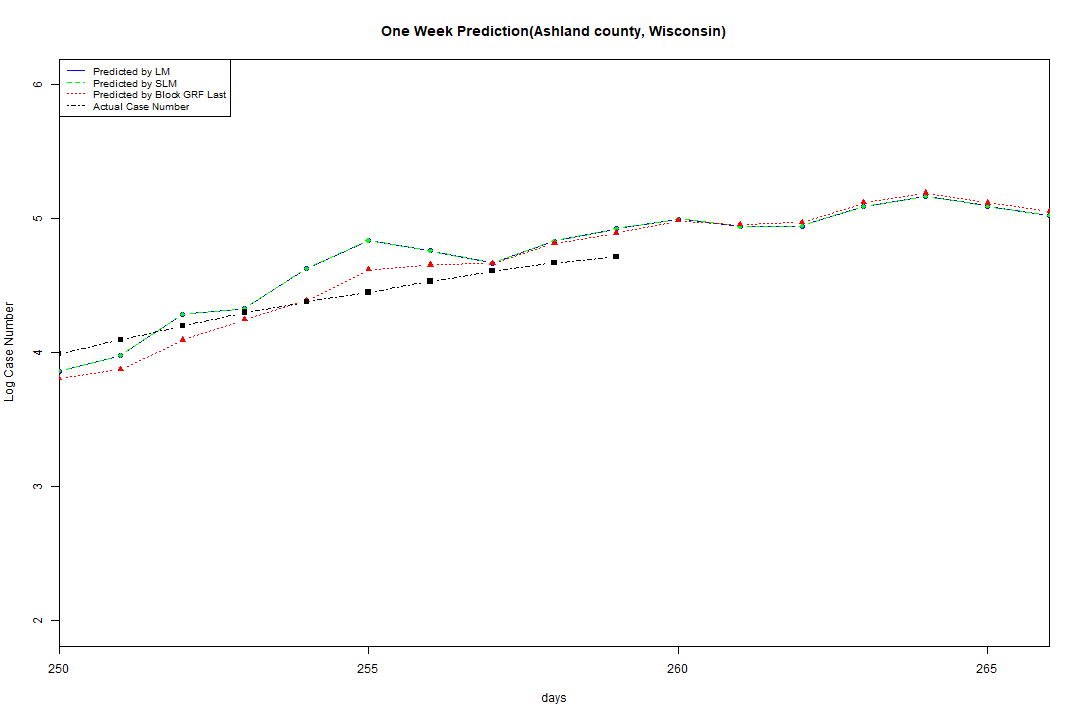 One Week Prediction(Ashland county, Wisconsin)
Predicted by LM
Predicted by SLM
Predicted by Block GRF Last
Actual Case Number
6
5
4
3
2
Log Case Number
250
255
260
265
days